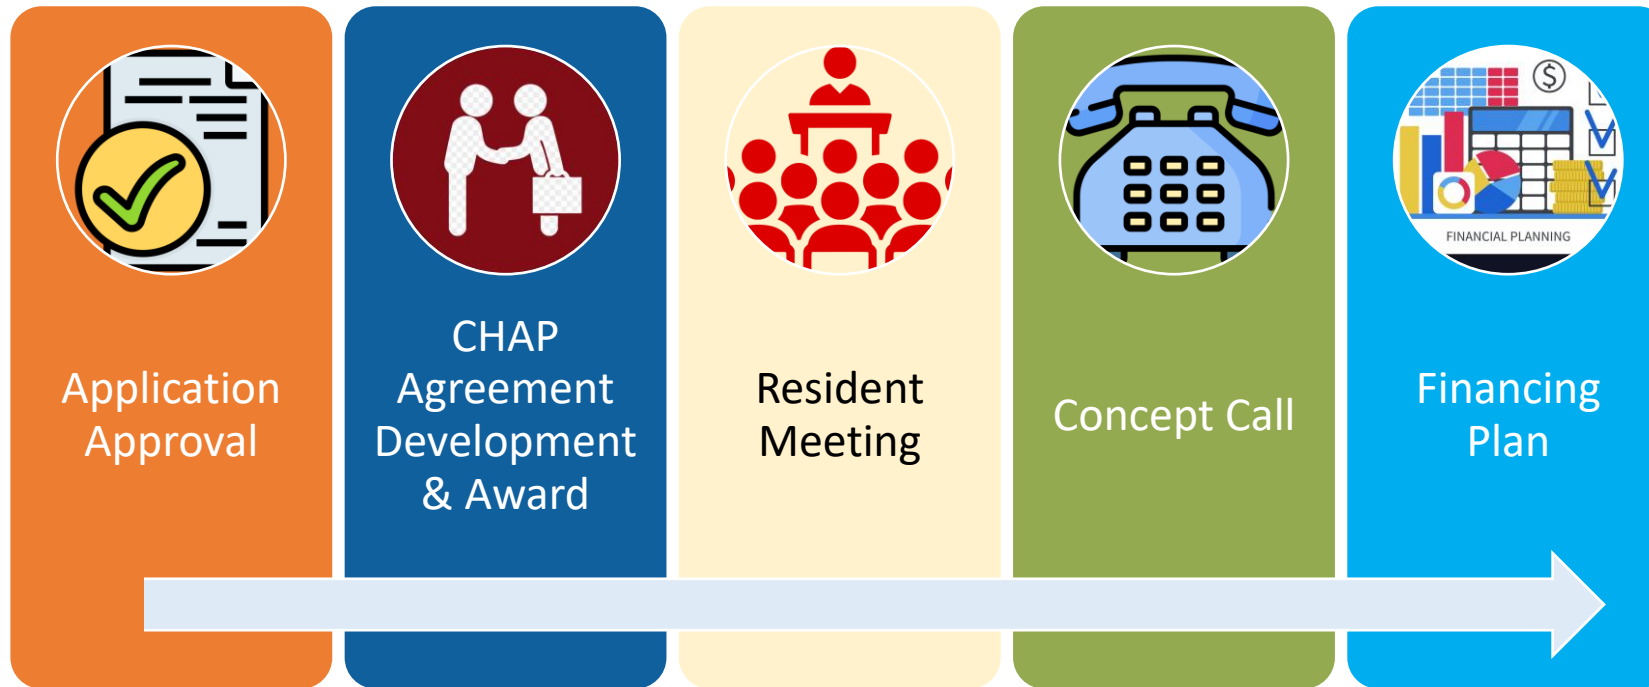 Application
Approval
CHAP
Agreement
Development
& Award
Resident
Meeting
Concept Call
$
FINANCIAL PLANNING
Financing
Plan